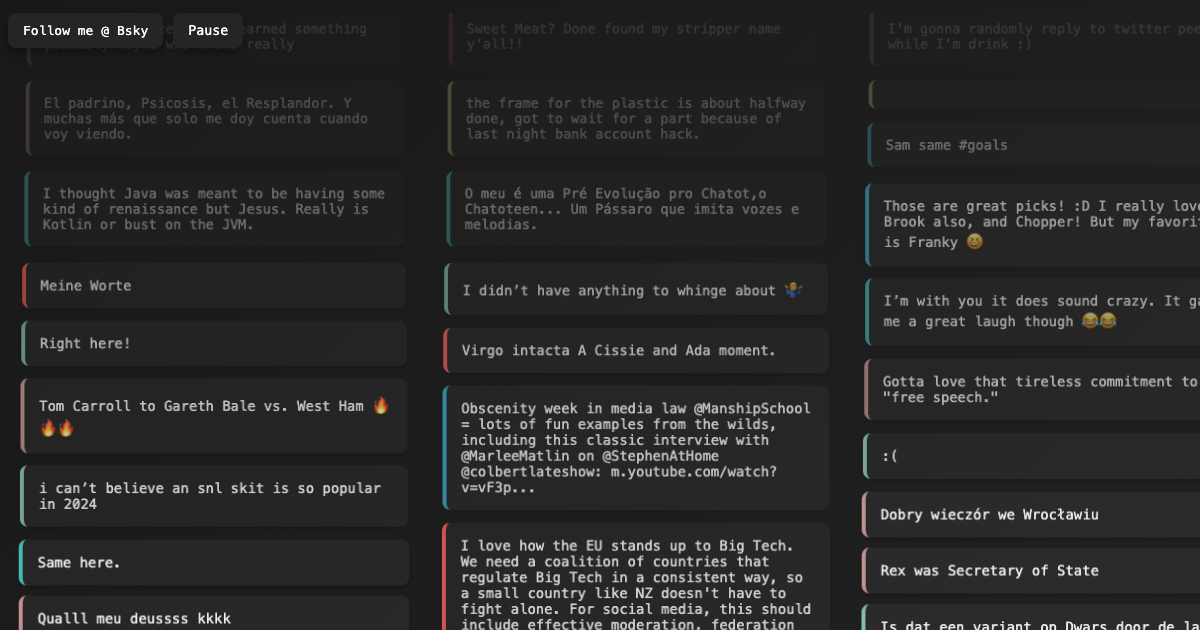 Follow me @ Bsky
Pause
earned something
really
El padrino, Psicosis, el Resplandor. Y
muchas más que solo me doy cuenta cuando
voy viendo.
I thought Java was meant to be having some
kind of renaissance but Jesus. Really is
Kotlin or bust on the JVM.
Meine Worte
Right here!
Tom Carroll to Gareth Bale vs. West Ham 🔥
🔥🔥
i can’t believe an snl skit is so popular
in 2024
Same here.
Qualll meu deussss kkkk
Sweet Meat? Done found my stripper name
y'all!!
the frame for the plastic is about halfway
done, got to wait for a part because of
last night bank account hack.
O meu é uma Pré Evolução pro Chatot,o
Chatoteen... Um Pássaro que imita vozes e
melodias.
I didn’t have anything to whinge about 🤷‍♂️
Virgo intacta A Cissie and Ada moment.
Obscenity week in media law @ManshipSchool
= lots of fun examples from the wilds,
including this classic interview with
@MarleeMatlin on @StephenAtHome
@colbertlateshow: m.youtube.com/watch?
v=vF3p...
I love how the EU stands up to Big Tech.
We need a coalition of countries that
regulate Big Tech in a consistent way, so
a small country like NZ doesn't have to
fight alone. For social media, this should
include effective moderation, federation
I'm gonna randomly reply to twitter
while I'm drink :)
Sam same #goals
Those are great picks! :D I really
Brook also, and Chopper! But my
is Franky 😆
I’m with you it does sound crazy. It
me a great laugh though 😂😂
Gotta love that tireless commitment to
"free speech."
:(
Dobry wieczór we Wrocławiu
Rex was Secretary of State
Is dat een variant op Dwars door de